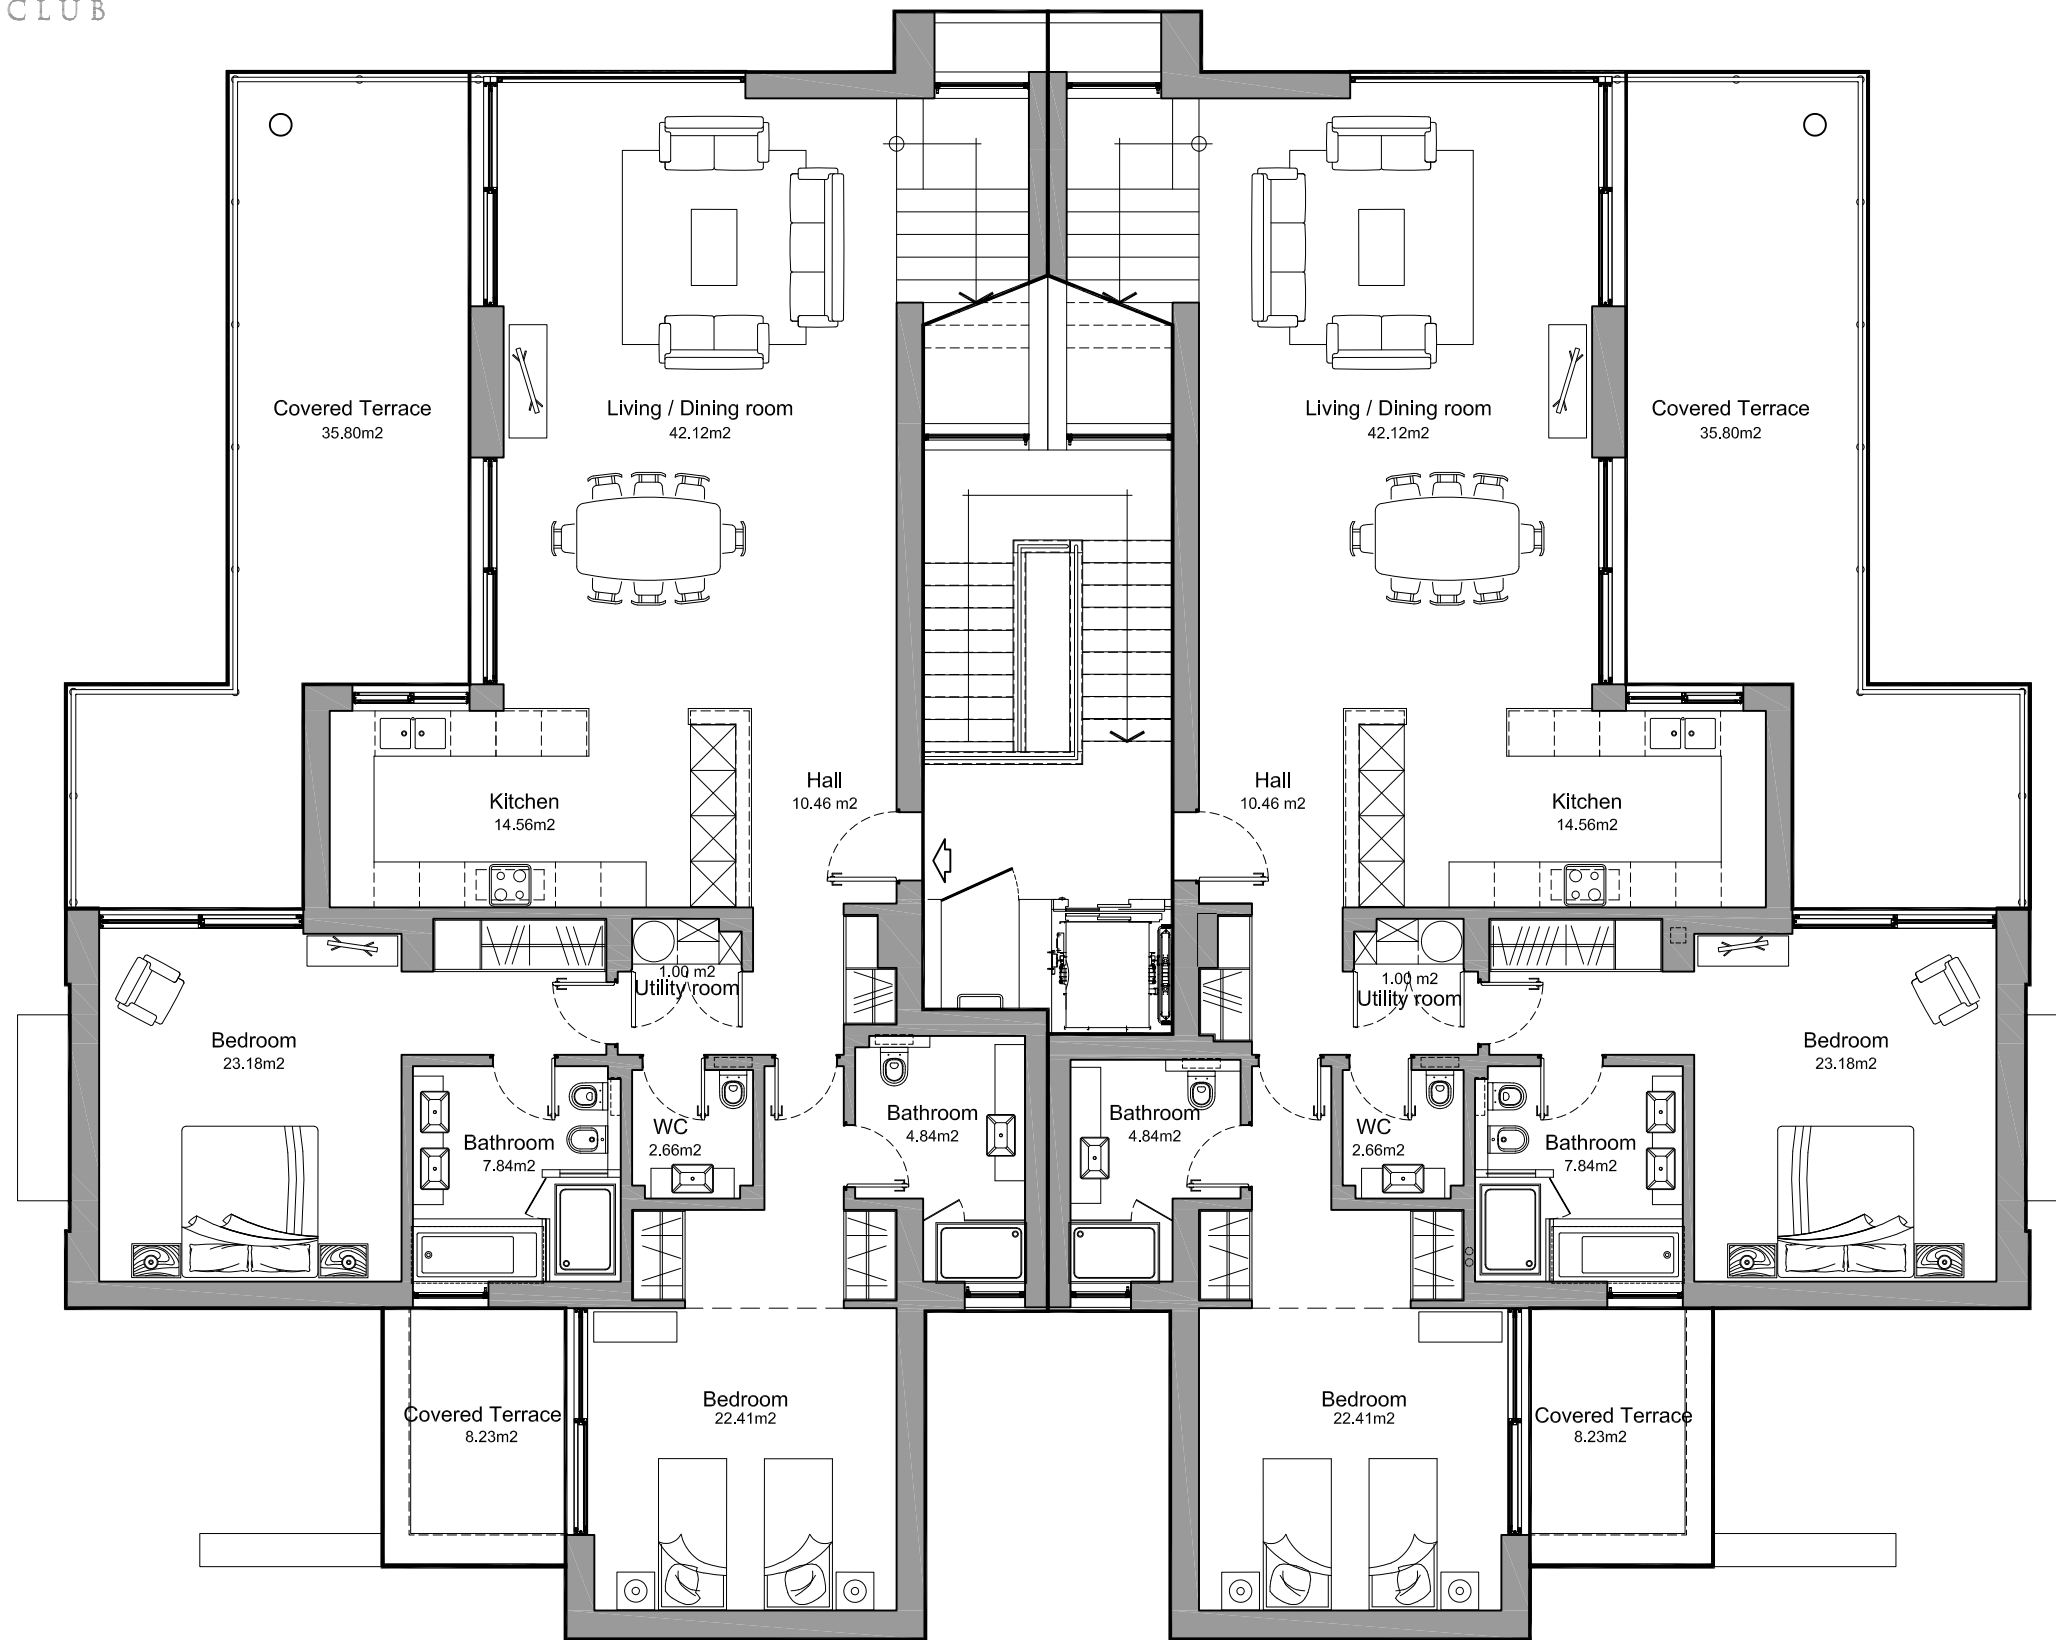 CLUB
Covered Terrace
35.80m2
Living / Dining room
42.12m2
Living / Dining room
42.12m2
Covered Terrace
35.80m2
Kitchen
14.56m2
Hall
10.46 m2
Hall
10.46 m2
Kitchen
14.56m2
1.00 m2
Utility room
1.00 m2
Utility room
Bedroom
23.18m2
Bedroom
23.18m2
Bathroom
7.84m2
WC
2.66m2
Bathroom
4.84m2
Bathroom
4.84m2
WC
2.66m2
Bathroom
7.84m2
Covered Terrace
8.23m2
Bedroom
22.41m2
Bedroom
22.41m2
Covered Terrace
8.23m2